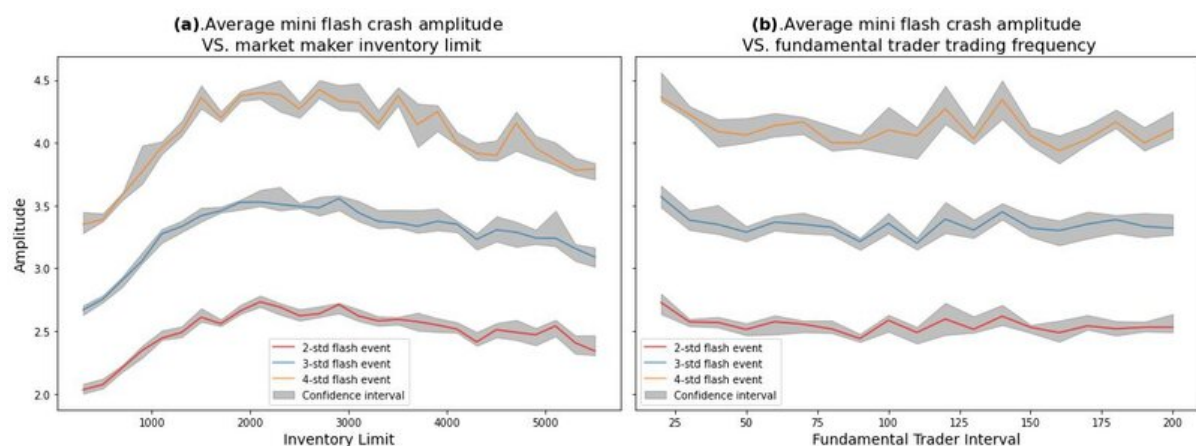 (a).Average mini flash crash amplitude
VS. market maker inventory limit
Amplitude
4.5
4.0
3.5
3.0
2.5
2.0
2-std flash event
3-std flash event
4-std flash event
Confidence interval
1000 2000 3000 4000 5000
Inventory Limit
(b).Average mini flash crash amplitude
VS. fundamental trader trading frequency
2-std flash event
3-std flash event
4-std flash event
Confidence interval
25 50 75 100 125 150 175 200
Fundamental Trader Interval